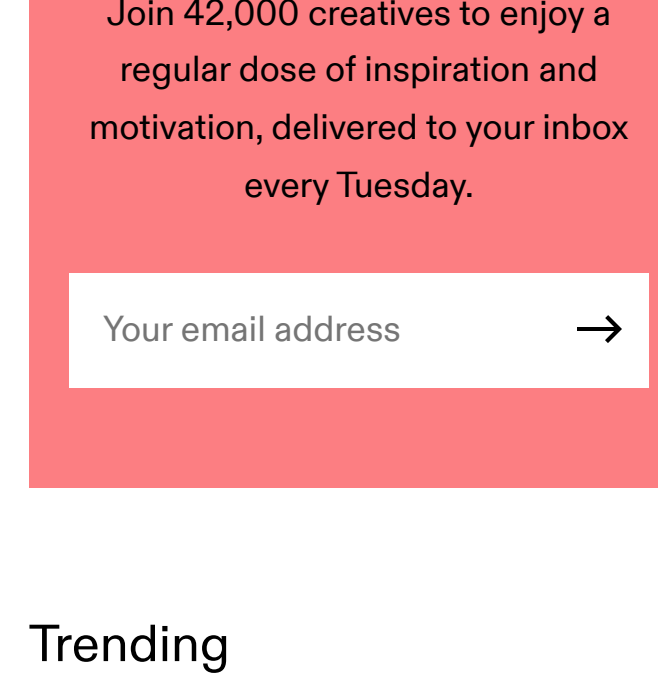 Join 42,000 creatives to enjoy a
regular dose of inspiration and
motivation, delivered to your inbox
every Tuesday.
Your email address
Trending